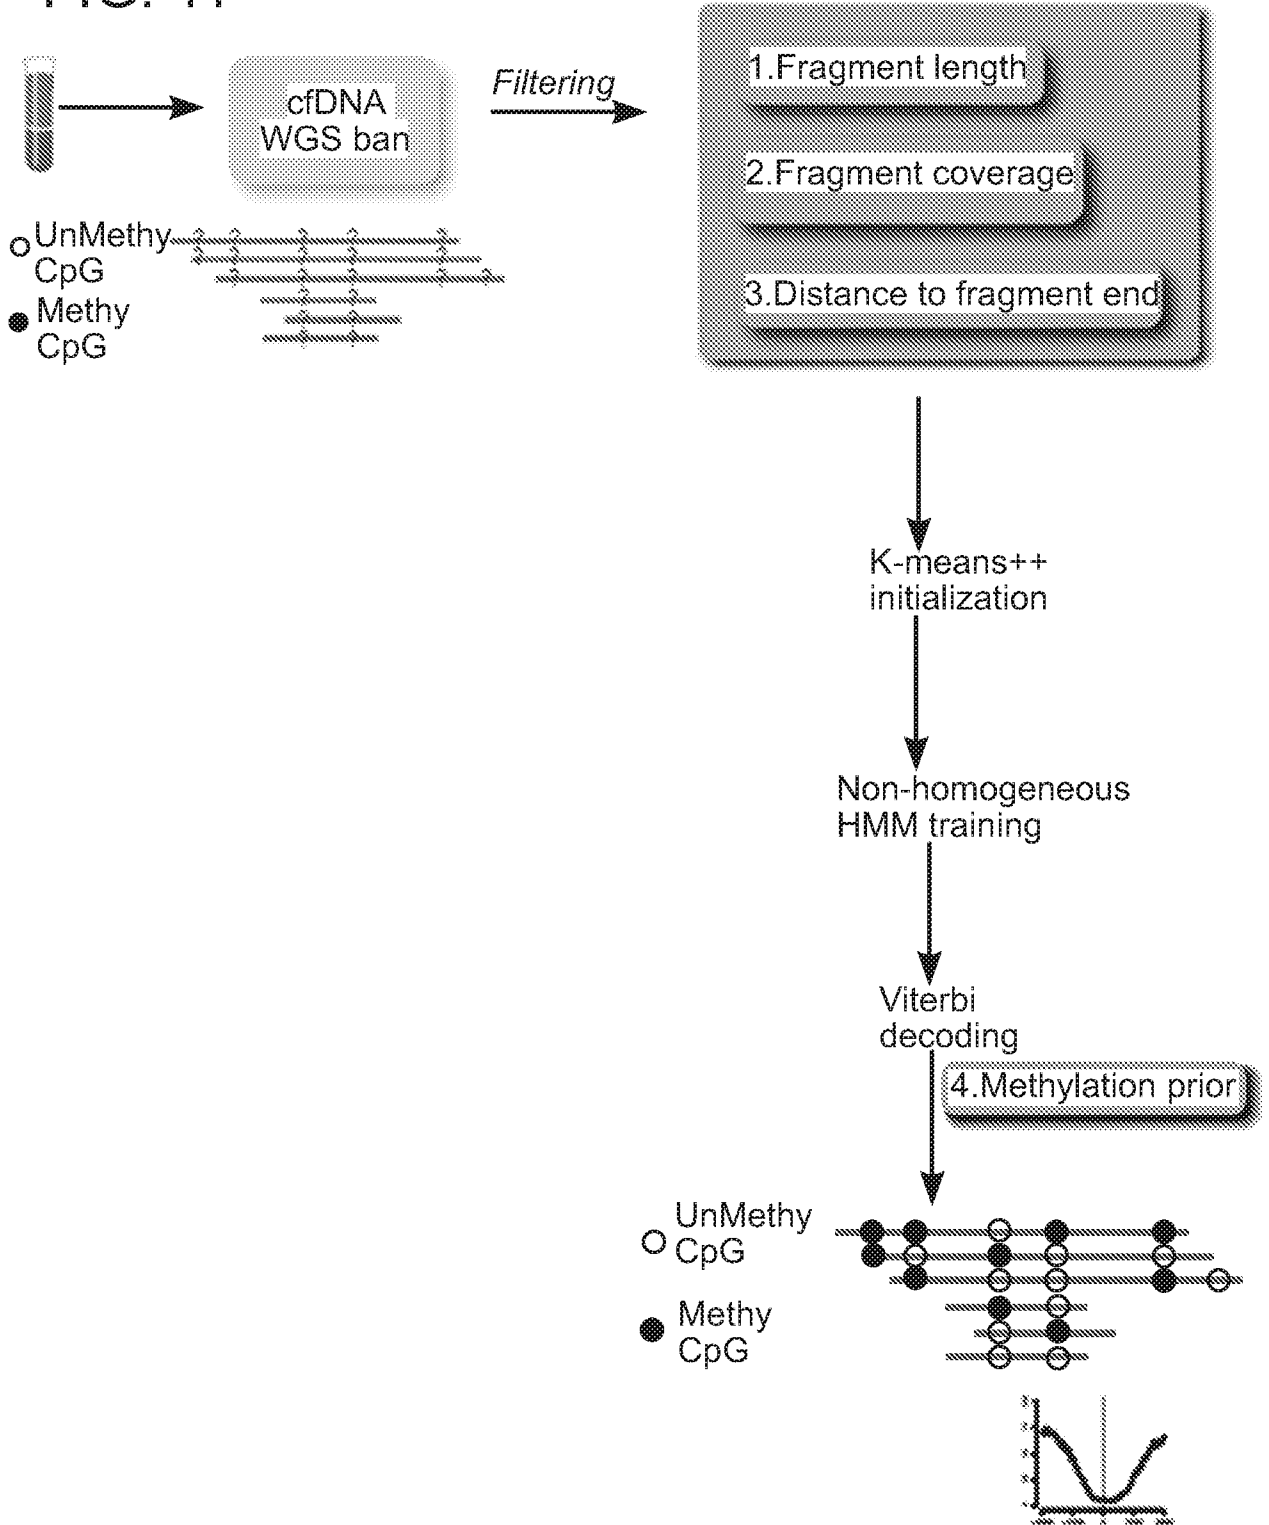 cfDNA
WGS ban
Filtering
1.Fragment length
2.Fragment coverage
3.Distance to fragment end
UnMethy
CpG
Methy
CpG
K-means++
initialization
Non-homogeneous
HMM training
Viterbi
decoding
4.Methylation prior
UnMethy
CpG
Methy
CpG